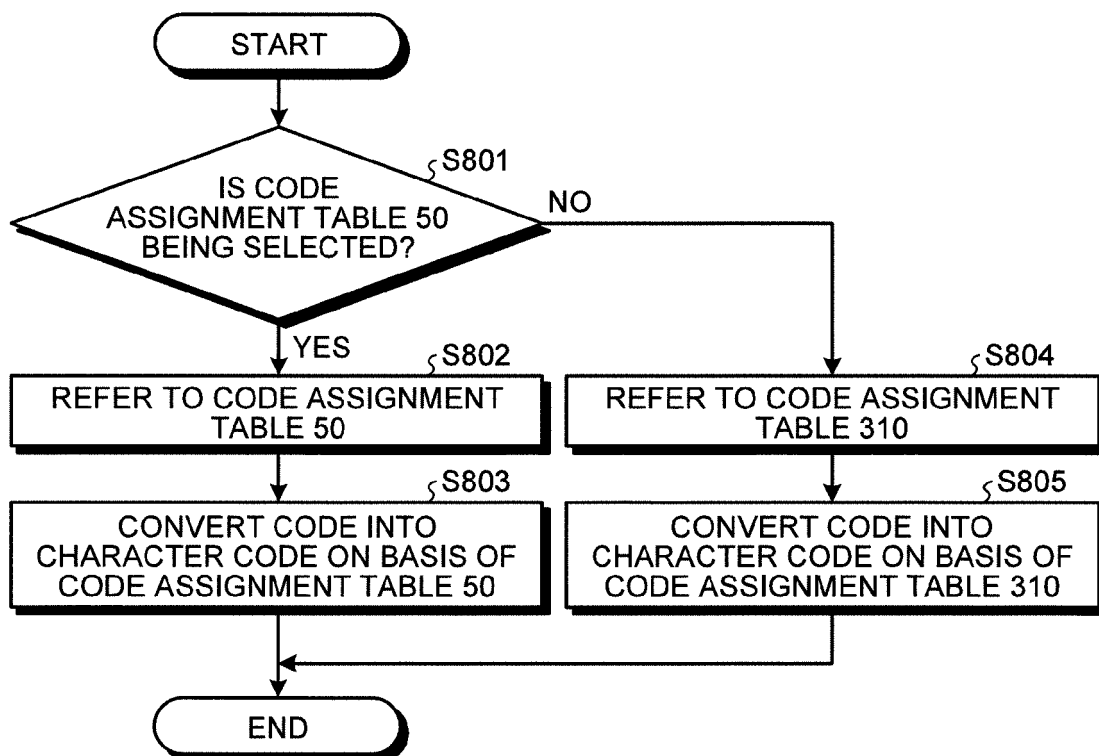 START
S801
IS CODE
ASSIGNMENT TABLE 50
BEING SELECTED?
NO
YES
S802
REFER TO CODE ASSIGNMENT
TABLE 50
S804
REFER TO CODE ASSIGNMENT
TABLE 310
S803
CONVERT CODE INTO
CHARACTER CODE ON BASIS OF
CODE ASSIGNMENT TABLE 50
S805
CONVERT CODE INTO
CHARACTER CODE ON BASIS OF
CODE ASSIGNMENT TABLE 310
END